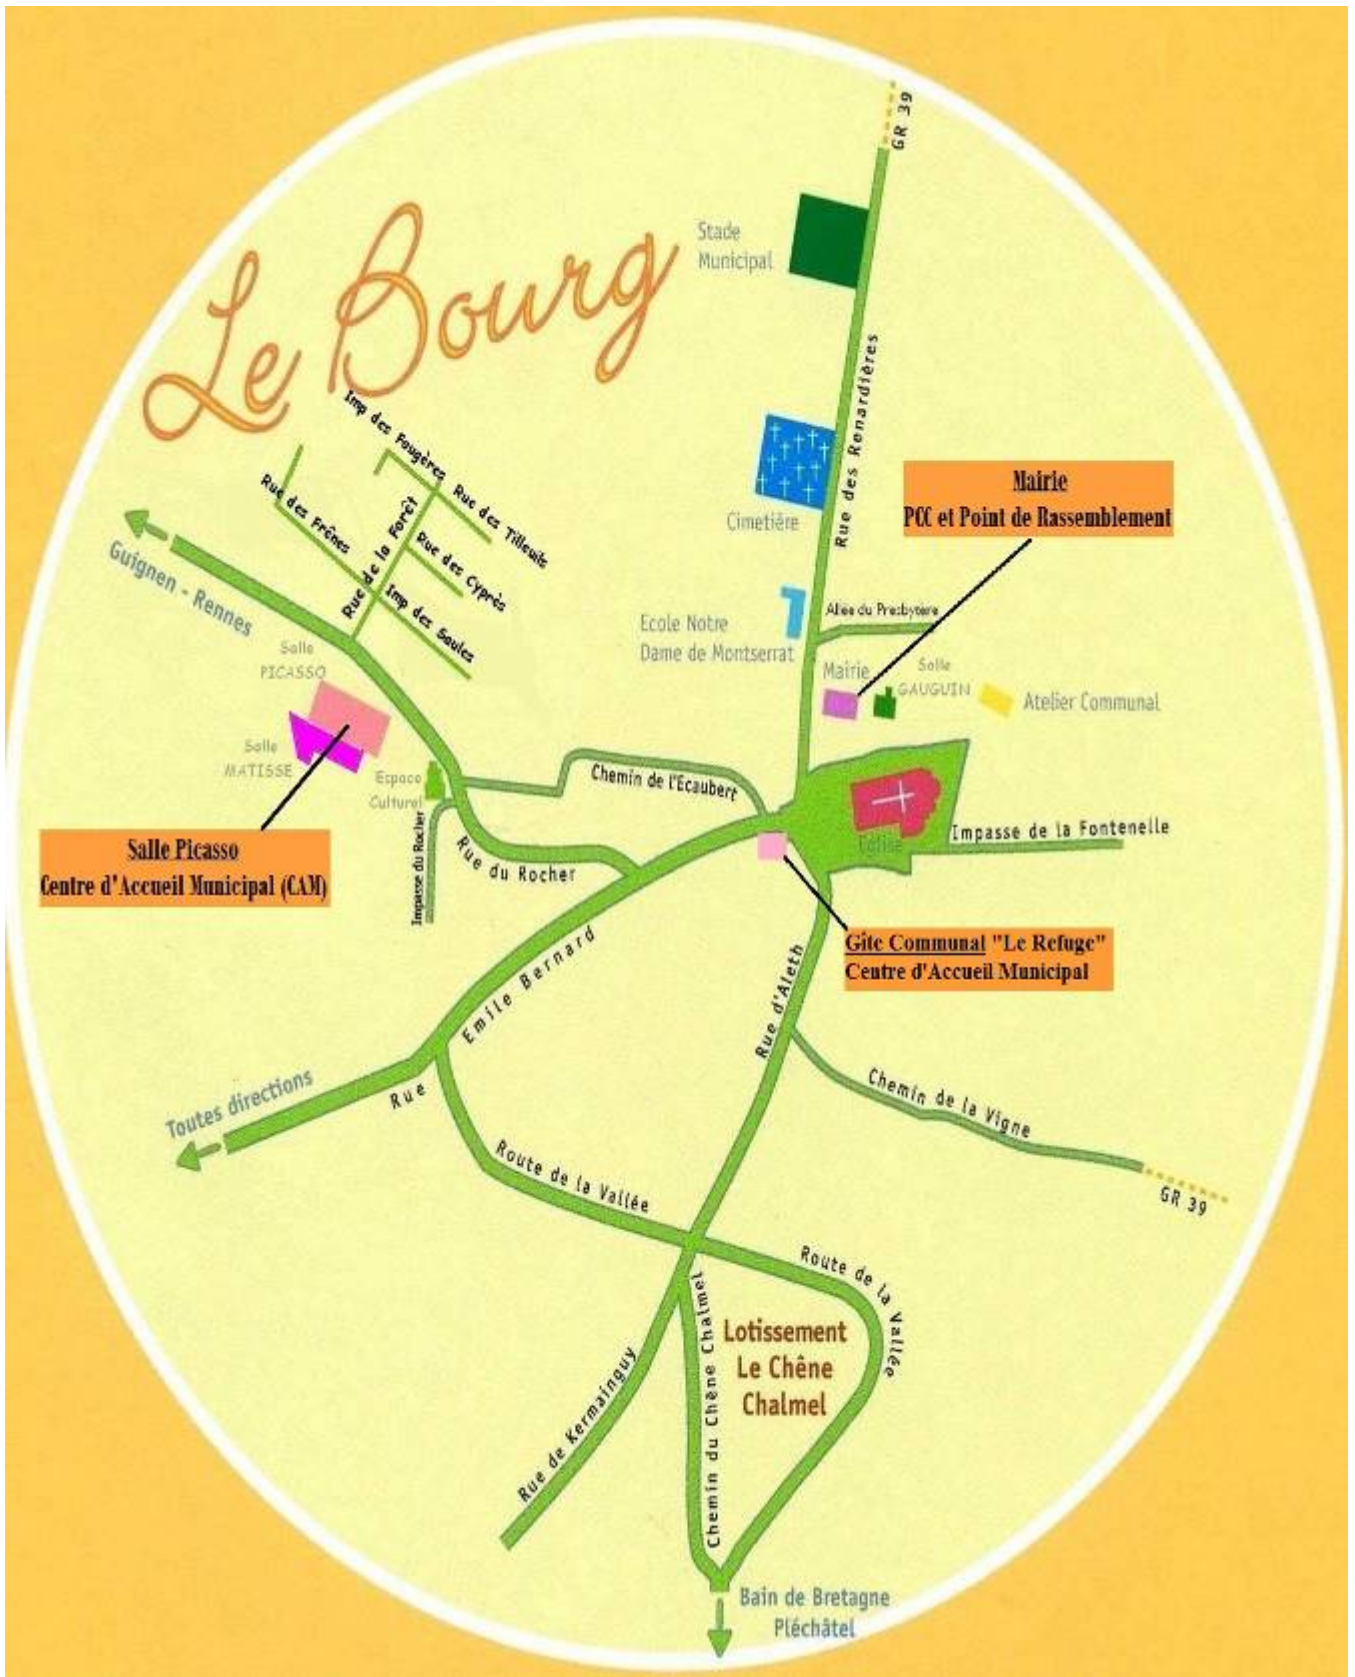 GR 39
Stade
Municipal
Le Bourg
Rue des Renardières
Imp des Fougères
Rue des Tilleuils
Rue des Frênes
Rue de la Forêt
Rue des Cyprès
Imp des Saules
Cimetière
Mairie
PCC et Point de Rassemblement
Guignen - Rennes
Ecole Notre
Dame de Montserrat
Allée du Presbytère
Salle
PICASSO
Mairie
Salle
GAUGUIN
Atelier Communal
Salle
MATISSE
Espace
Culturel
Chemin de l'Ecaubert
Impasse du Rocher
Rue du Rocher
Eglise
Impasse de la Fontenelle
Salle Picasso
Centre d'Accueil Municipal (CAM)
Gîte Communal "Le Refuge"
Centre d'Accueil Municipal
Rue Emile Bernard
Rue d'Aleth
Chemin de la Vigne
GR 39
Toutes directions
Route de la Vallée
Route de la Vallée
Lotissement
Le Chêne
Chalmel
Chemin du Chêne Chalmel
Rue de Kermainguy
Bain de Bretagne
Pléchâtel